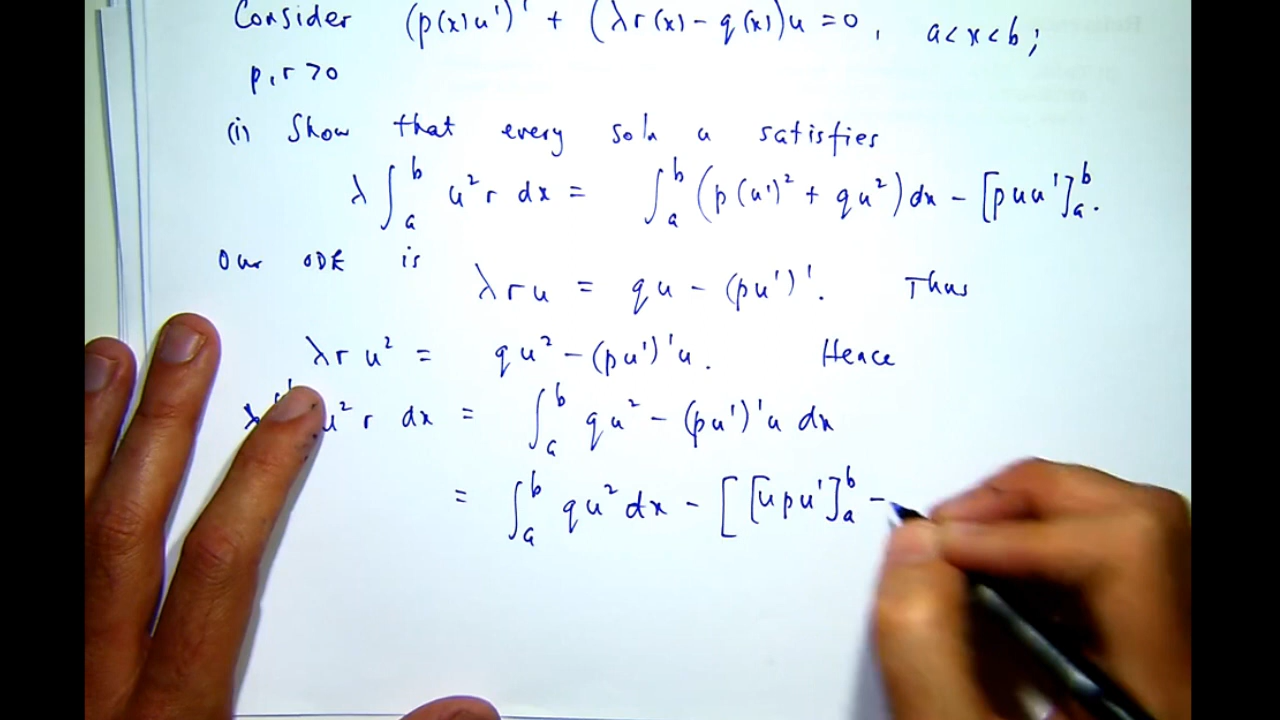 Consider (p(x)u')' + (λr(x) - q(x))u = 0, a<x<b;
p, r >0
(i) Show that every soln u satisfies
λ∫_a^b u² r dx = ∫_a^b (p(u')² + qu²)dx - [puu']_a^b.
Our ODE is
λru = qu - (pu')'. Thus
λru² = qu² - (pu')'u. Hence
λ u² r dx = ∫_a^b qu² - (pu')'u dx
= ∫_a^b qu² dx - [[upu']_a^b -